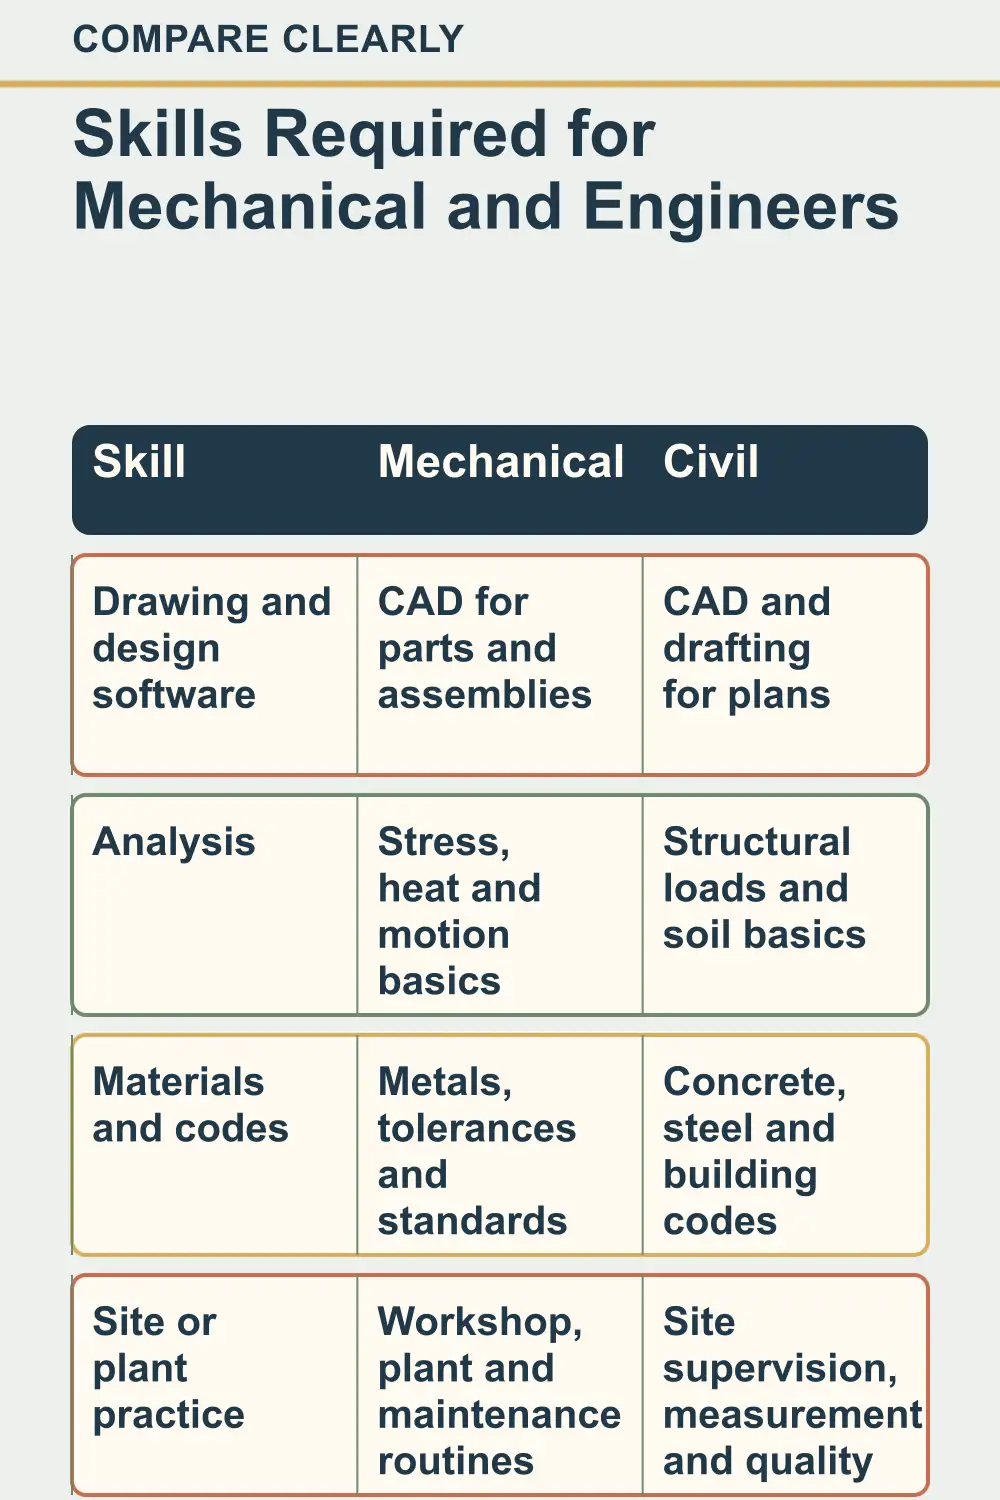 COMPARE CLEARLY
Skills Required for
Mechanical and Engineers
Skill
Mechanical
Civil
Drawing and
design
software
CAD for
parts and
assemblies
CAD and
drafting
for plans
Analysis
Stress,
heat and
motion
basics
Structural
loads and
soil basics
Materials
and codes
Metals,
tolerances
and
standards
Concrete,
steel and
building
codes
Site or
plant
practice
Workshop,
plant and
maintenance
routines
Site
supervision,
measurement
and quality